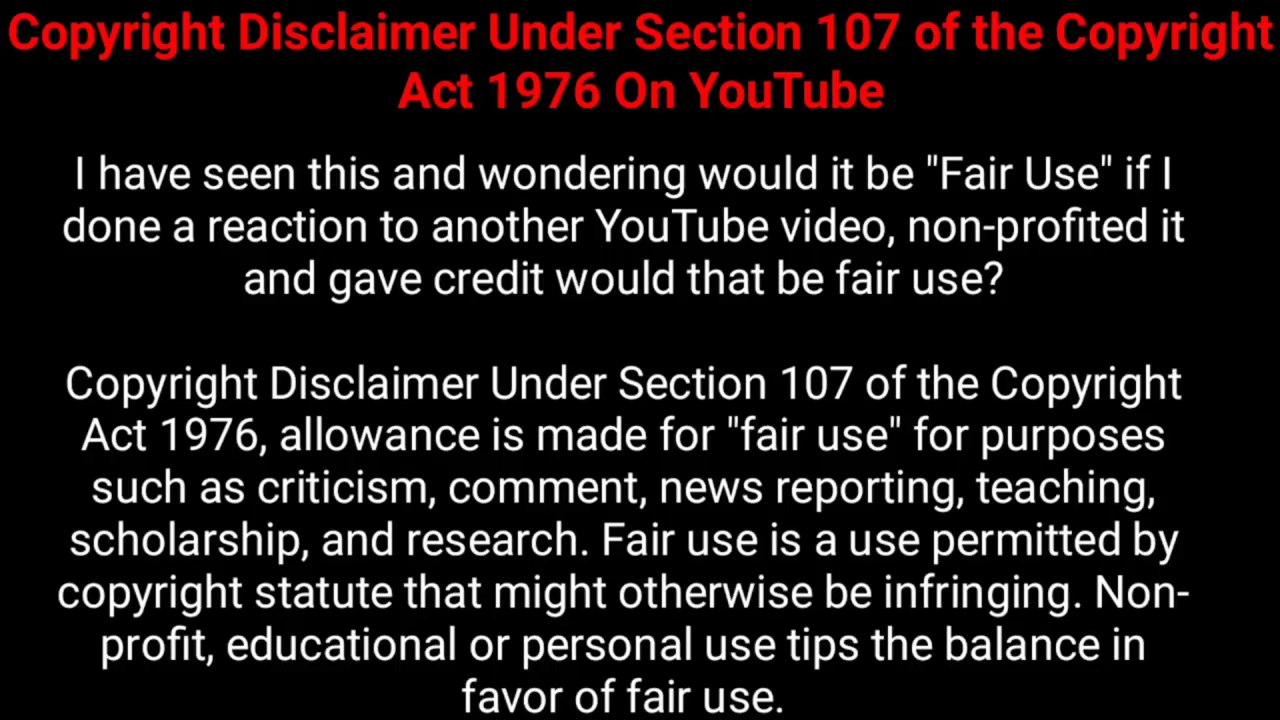 Copyright Disclaimer Under Section 107 of the Copyright
Act 1976 On YouTube
I have seen this and wondering would it be "Fair Use" if I
done a reaction to another YouTube video, non-profited it
and gave credit would that be fair use?
Copyright Disclaimer Under Section 107 of the Copyright
Act 1976, allowance is made for "fair use" for purposes
such as criticism, comment, news reporting, teaching,
scholarship, and research. Fair use is a use permitted by
copyright statute that might otherwise be infringing. Non-
profit, educational or personal use tips the balance in
favor of fair use.